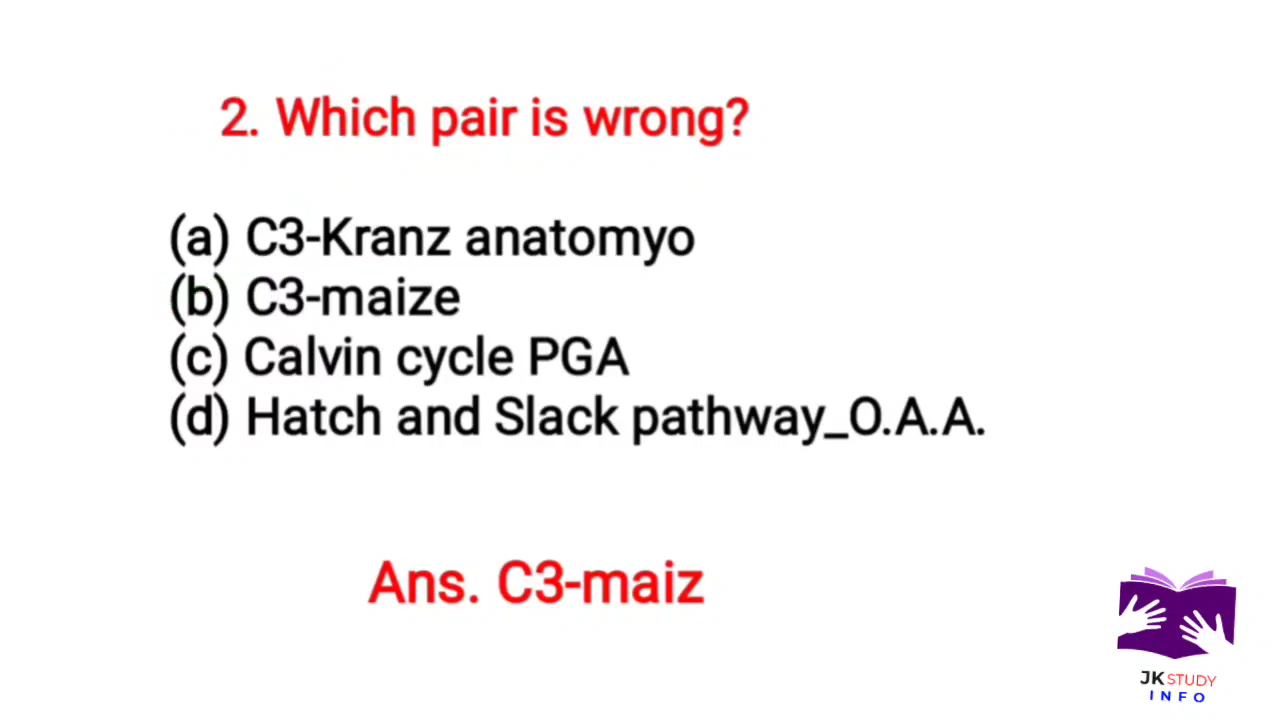 2. Which pair is wrong?
(a) C3-Kranz anatomyo
(b) C3-maize
(c) Calvin cycle PGA
(d) Hatch and Slack pathway_O.A.A.
Ans. C3-maiz
JK STUDY
INFO